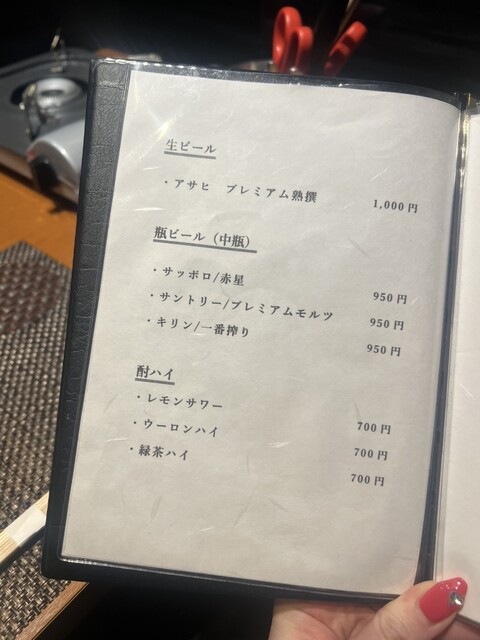 生ビール
・アサヒ プレミアム熟撰 1,000円
瓶ビール（中瓶）
・サッポロ/赤星 950円
・サントリー/プレミアムモルツ 950円
・キリン/一番搾り 950円
酎ハイ
・レモンサワー 700円
・ウーロンハイ 700円
・緑茶ハイ 700円